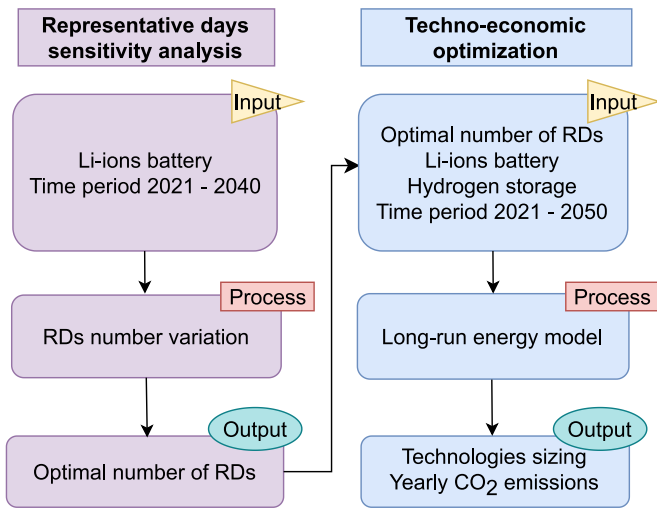 Representative days
sensitivity analysis
Input
Li-ions battery
Time period 2021 - 2040
Process
RDs number variation
Output
Optimal number of RDs
Techno-economic
optimization
Input
Optimal number of RDs
Li-ions battery
Hydrogen storage
Time period 2021 - 2050
Process
Long-run energy model
Output
Technologies sizing
Yearly CO₂ emissions